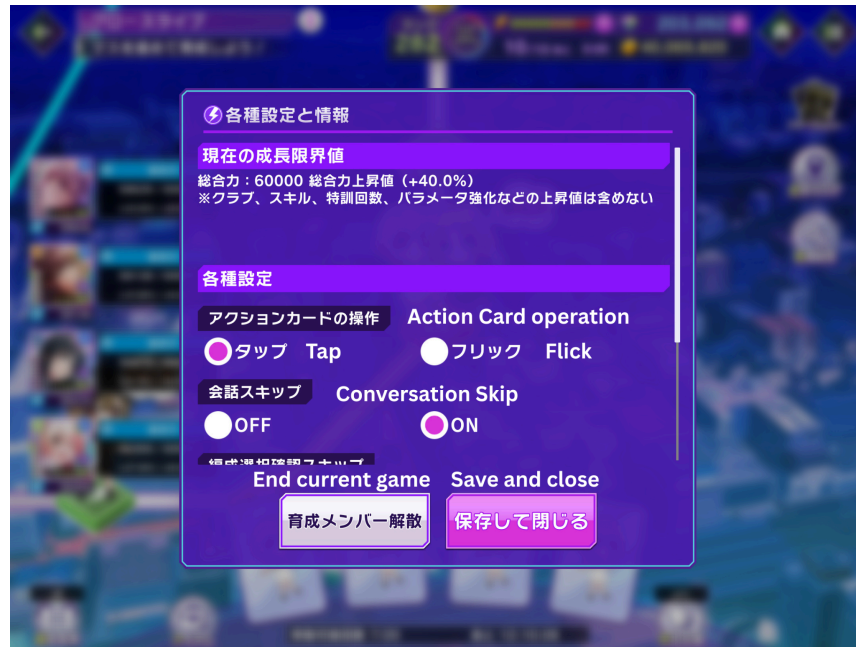 各種設定と情報
現在の成長限界値
総合力：60000 総合力上昇値（+40.0%）
※クラブ、スキル、特訓回数、パラメータ強化などの上昇値は含めない
各種設定
アクションカードの操作 Action Card operation
タップ Tap フリック Flick
会話スキップ Conversation Skip
OFF ON
End current game Save and close
育成メンバー解散 保存して閉じる